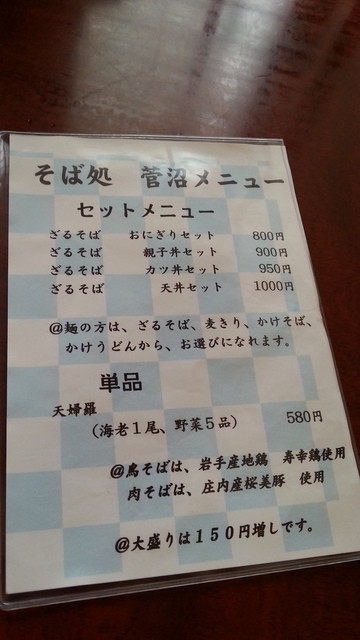 そば処　菅沼メニュー
セットメニュー
ざるそば　おにぎりセット　800円
ざるそば　親子丼セット　900円
ざるそば　カツ丼セット　950円
ざるそば　天丼セット　1000円
@麺の方は、ざるそば、麦きり、かけそば、
かけうどんから、お選びになれます。
単品
天婦羅
（海老１尾、野菜５品）　580円
@鳥そばは、岩手産地鶏　寿幸鶏使用
肉そばは、庄内産桜美豚　使用
@大盛りは１５０円増しです。